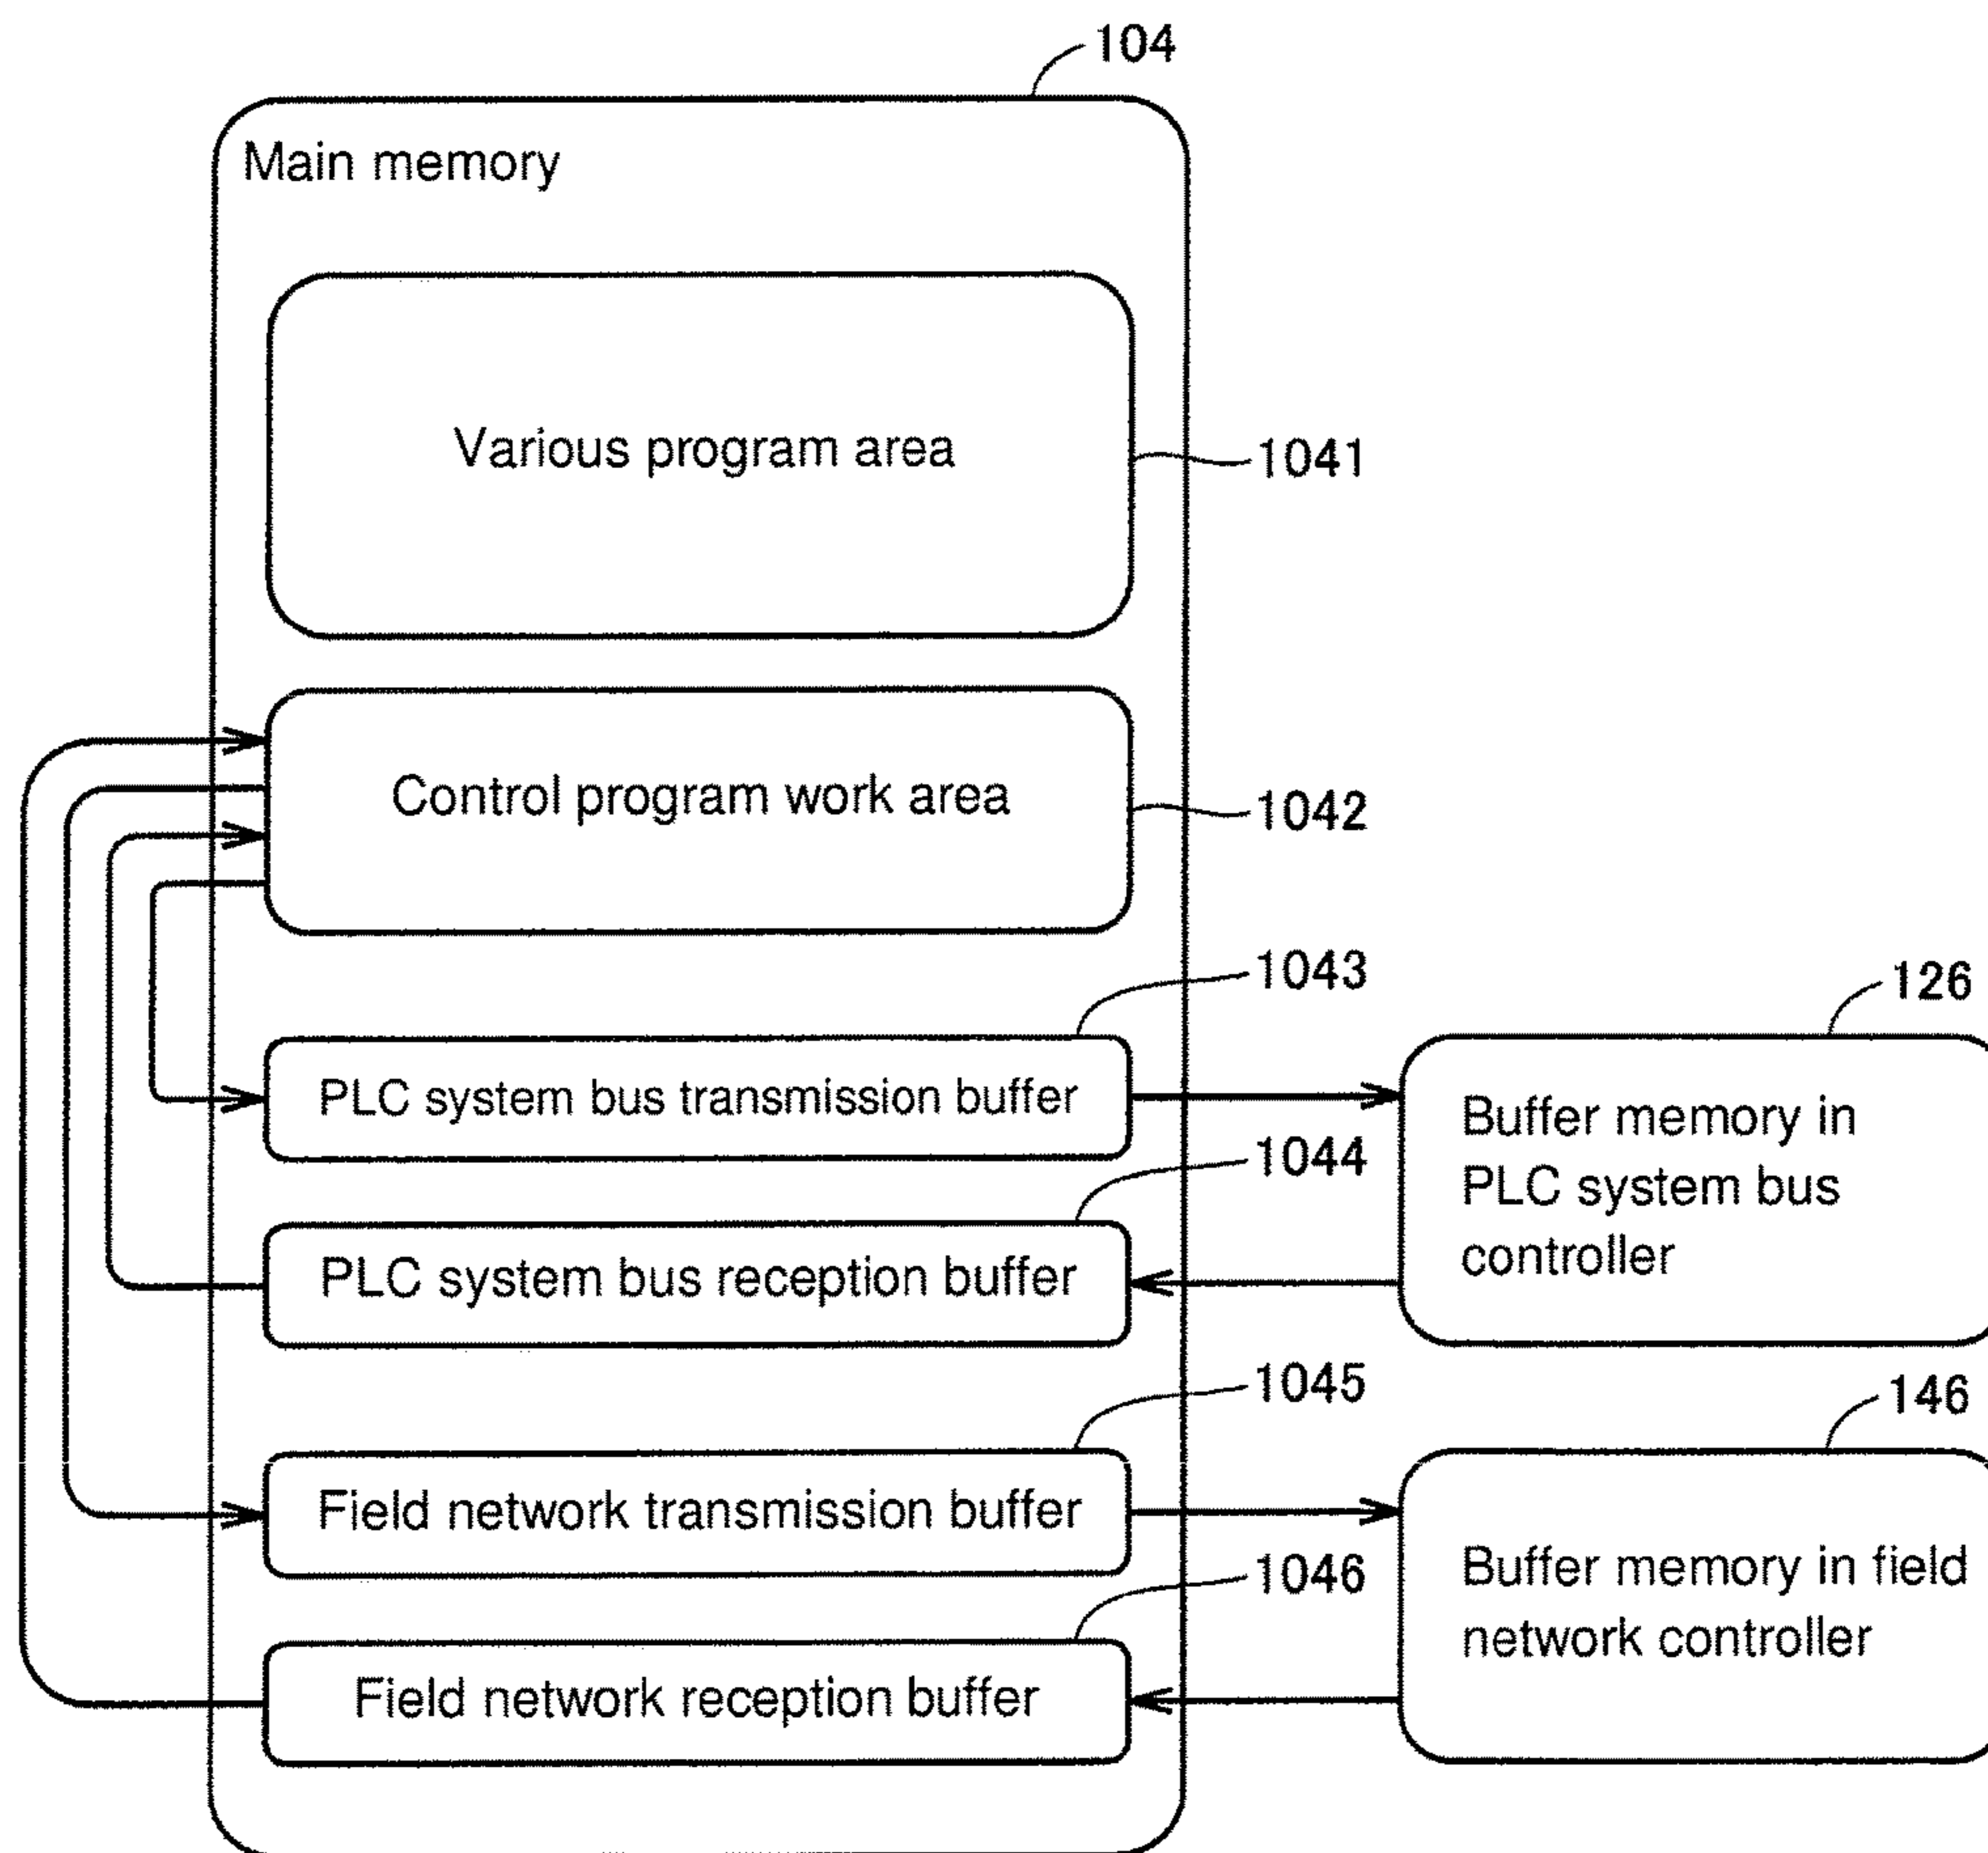 104
Main memory
Various program area
1041
Control program work area
1042
1043
126
PLC system bus transmission buffer
Buffer memory in
PLC system bus
controller
1044
PLC system bus reception buffer
1045
146
Field network transmission buffer
Buffer memory in field
network controller
1046
Field network reception buffer